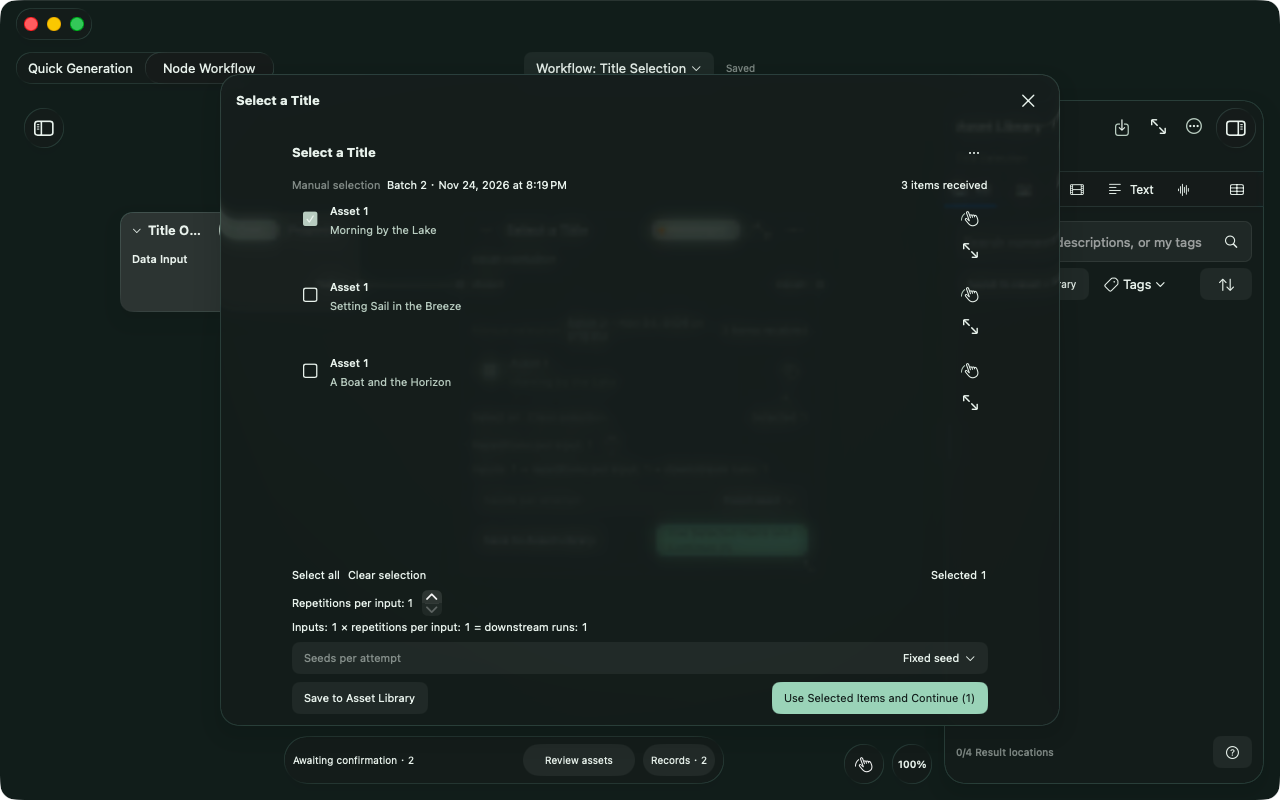 Quick Generation
Node Workflow
Workflow: Title Selection
Saved
Select a Title
Select a Title
...
Manual selection Batch 2 · Nov 24, 2026 at 8:19 PM
3 items received
Asset 1
Morning by the Lake
Asset 1
Setting Sail in the Breeze
Asset 1
A Boat and the Horizon
Select all Clear selection
Selected 1
Repetitions per input: 1
Inputs: 1 × repetitions per input: 1 = downstream runs: 1
Seeds per attempt
Fixed seed
Save to Asset Library
Use Selected Items and Continue (1)
Title O...
Data Input
Text
descriptions, or my tags
Tags
0/4 Result locations
Awaiting confirmation · 2
Review assets
Records · 2
100%